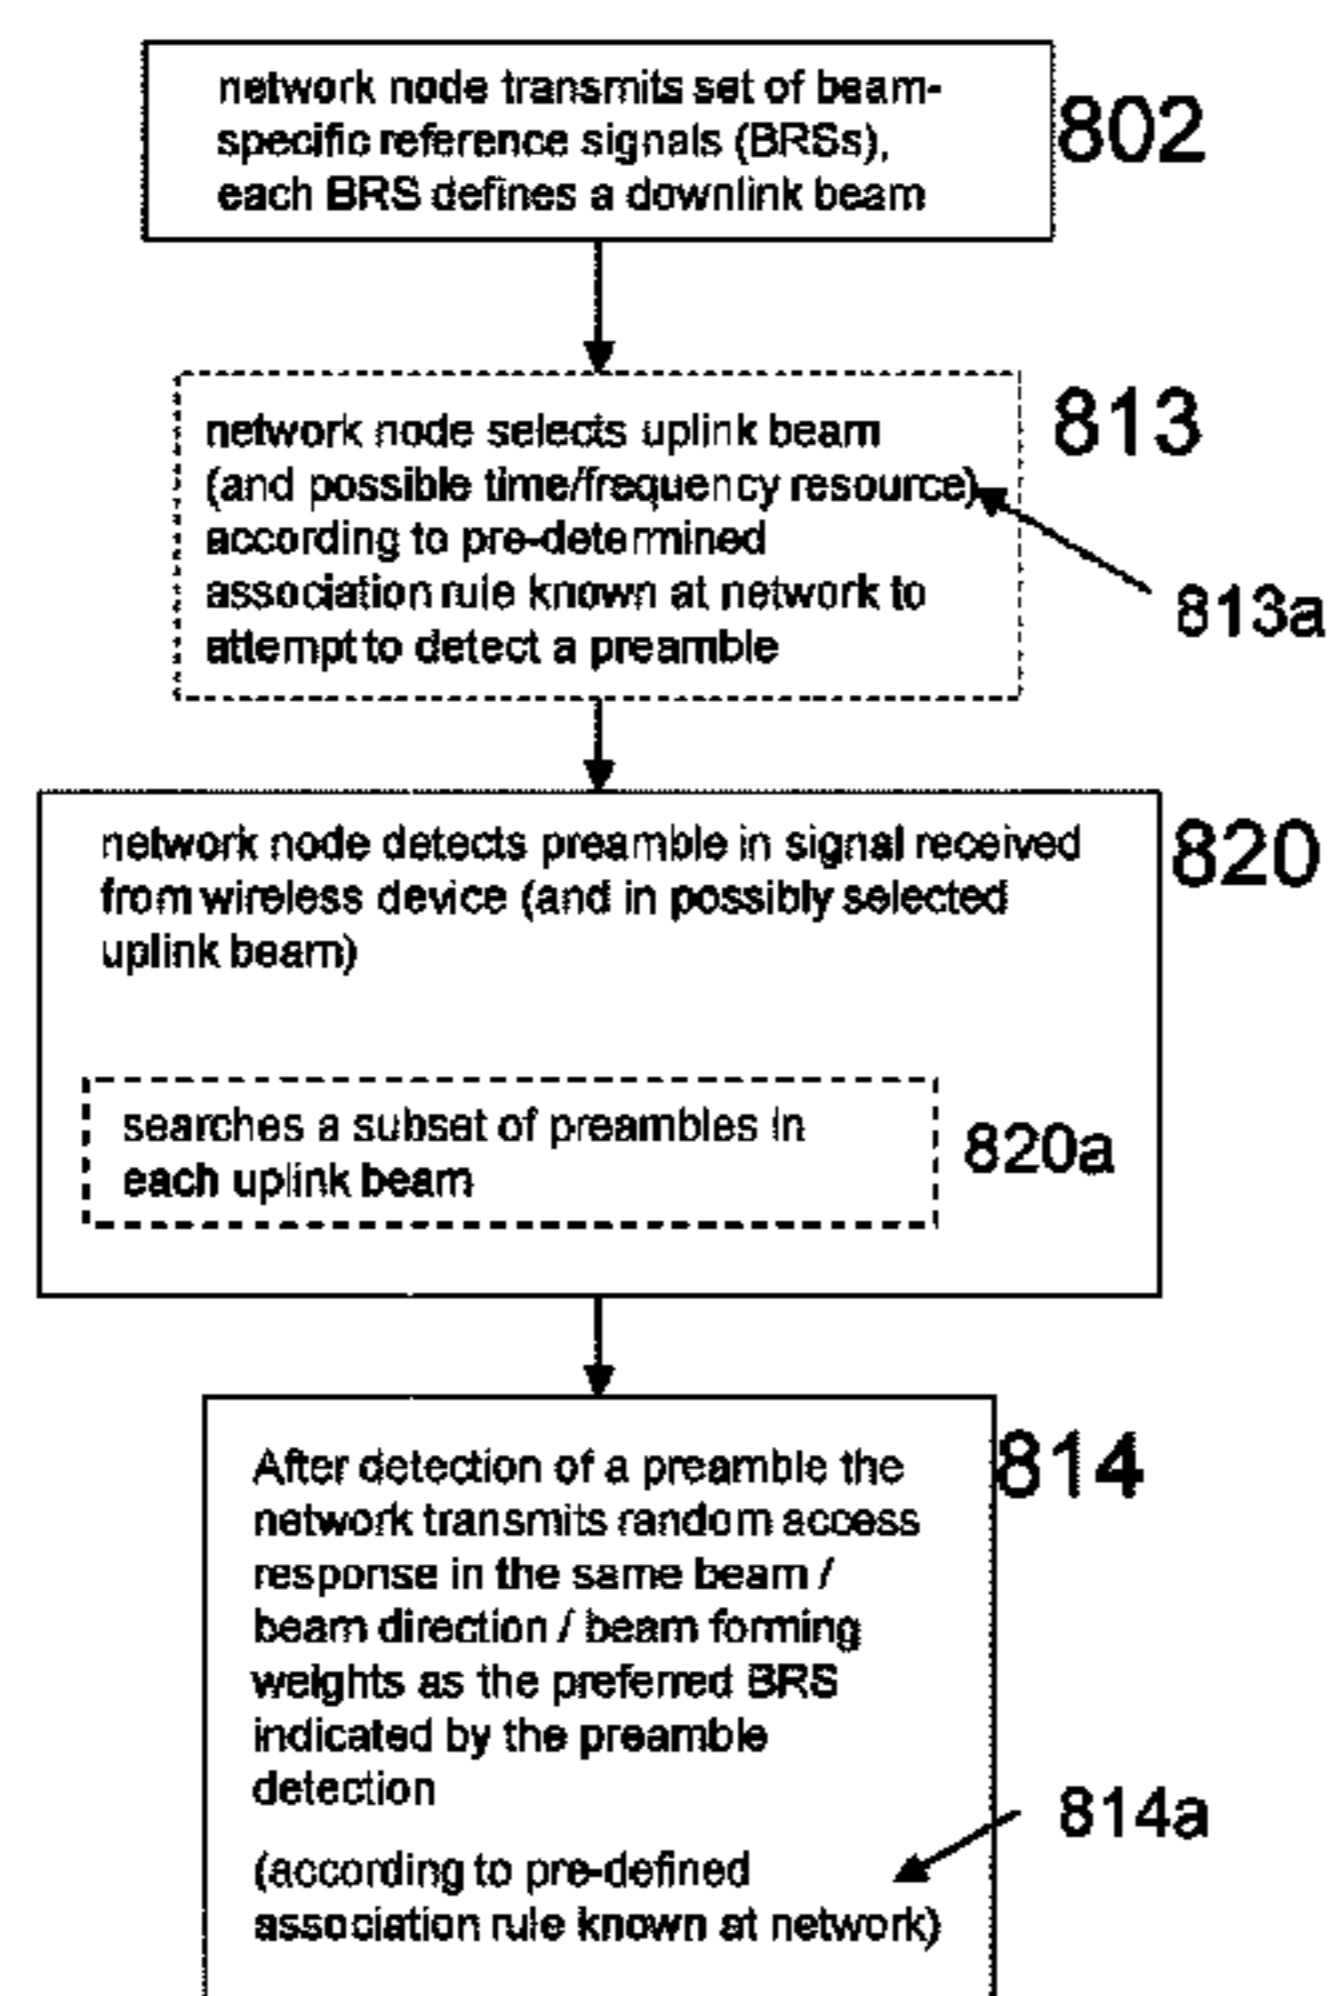 network node transmits set of beam-
specific reference signals (BRSs),
each BRS defines a downlink beam
802
network node selects uplink beam
(and possible time/frequency resource)
according to pre-determined
association rule known at network to
attempt to detect a preamble
813
813a
network node detects preamble in signal received
from wireless device (and in possibly selected
uplink beam)
820
searches a subset of preambles in
each uplink beam
820a
After detection of a preamble the
network transmits random access
response in the same beam /
beam direction / beam forming
weights as the preferred BRS
indicated by the preamble
detection
814
(according to pre-defined
association rule known at network)
814a